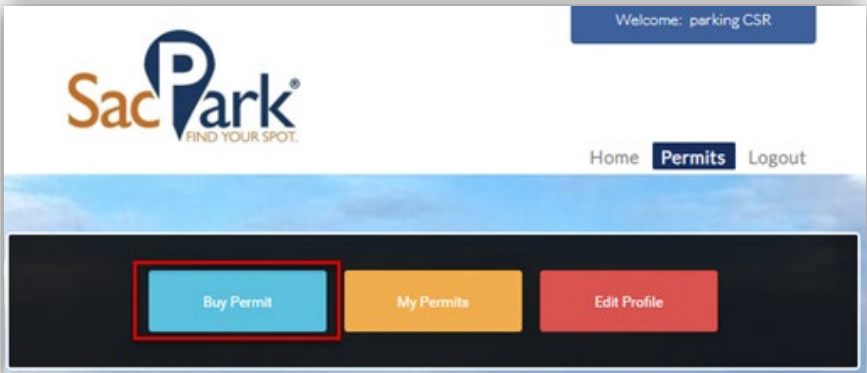 Welcome: parking CSR
SacPark®
FIND YOUR SPOT.
Home Permits Logout
Buy Permit My Permits Edit Profile